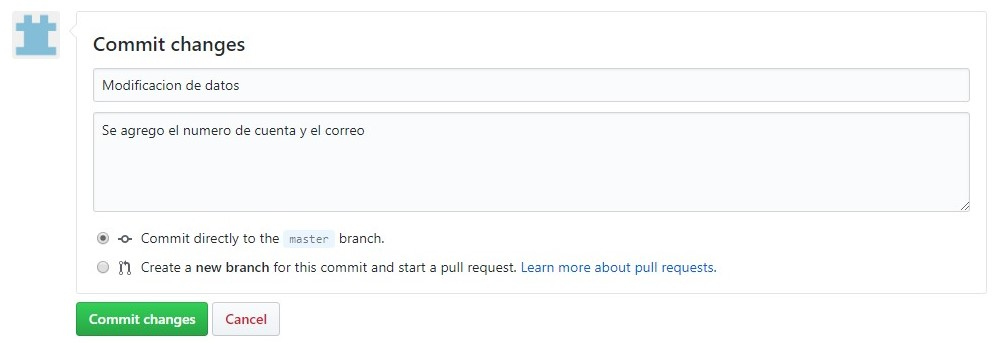 Commit changes
Modificacion de datos
Se agrego el numero de cuenta y el correo
Commit directly to the master branch.
Create a new branch for this commit and start a pull request. Learn more about pull requests.
Commit changes Cancel